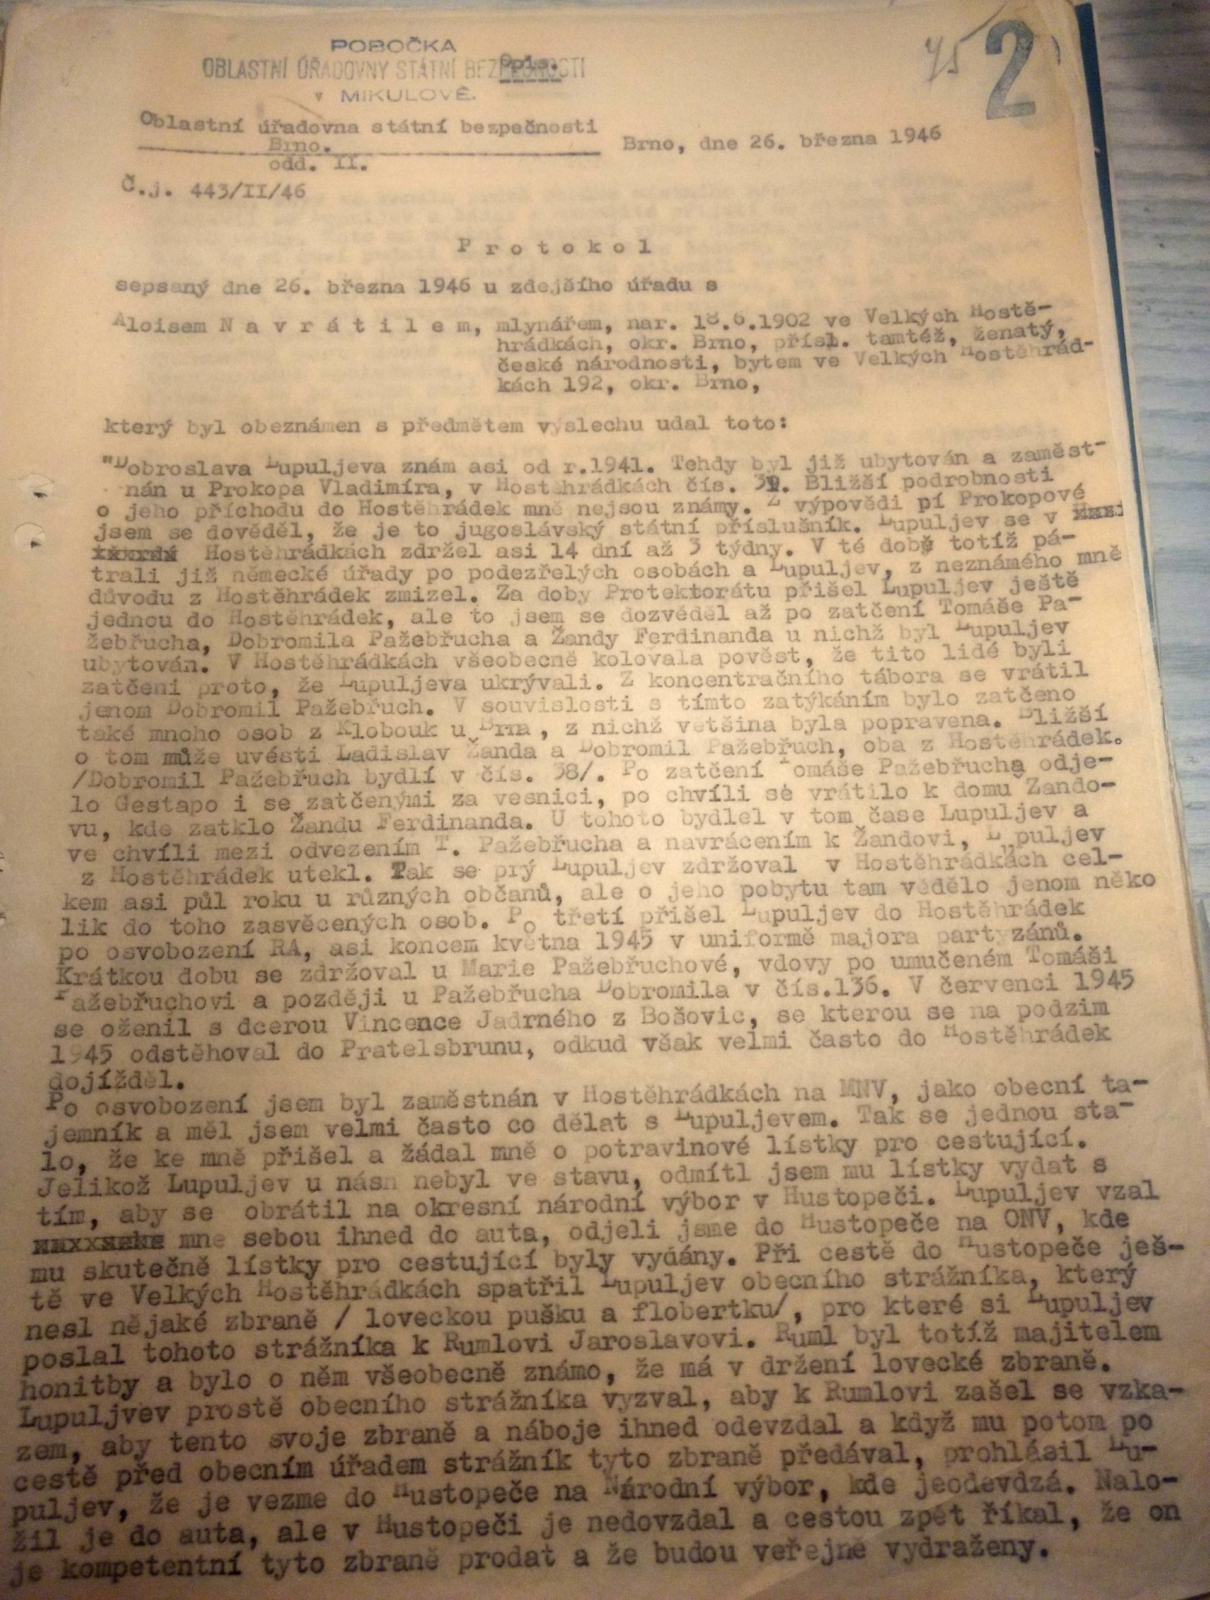 POBOČKA
OBLASTNÍ ÚŘADOVNY STÁTNÍ BEZPEČNOSTI
Opis.
v MIKULOVĚ.
75 2
Oblastní úřadovna státní bezpečnosti
Brno.
odd. II.
Brno, dne 26. března 1946
Č.j. 443/II/46
P r o t o k o l
sepsaný dne 26. března 1946 u zdejšího úřadu s
Aloisem N a v r á t i l e m, mlynářem, nar. 18.6.1902 ve Velkých Hostě-
hrádkách, okr. Brno, přísl. tamtéž, ženatý,
české národnosti, bytem ve Velkých Hostěhrád-
kách 192, okr. Brno,
který byl obeznámen s předmětem výslechu udal toto:
"Dobroslava Lupuljeva znám asi od r.1941. Tehdy byl již ubytován a zaměst-
nán u Prokopa Vladimíra, v Hostěhrádkách čís. Bližší podrobnosti
o jeho příchodu do Hostěhrádek mně nejsou známy. Z výpovědi pí Prokopové
jsem se dověděl, že je to jugoslávský státní příslušník. Lupuljev se v
Hostěhrádkách zdržel asi 14 dní až 3 týdny. V té době totiž pá-
trali již německé úřady po podezřelých osobách a Lupuljev, z neznámého mně
důvodu z Hostěhrádek zmizel. Za doby Protektorátu přišel Lupuljev ještě
jednou do Hostěhrádek, ale to jsem se dozvěděl až po zatčení Tomáše Pa-
žebřucha, Dobromila Pažebřucha a Žandy Ferdinanda u nichž byl Lupuljev
ubytován. V Hostěhrádkách všeobecně kolovala pověst, že tito lidé byli
zatčeni proto, že Lupuljeva ukrývali. Z koncentračního tábora se vrátil
jenom Dobromil Pažebřuch. V souvislosti s tímto zatýkáním bylo zatčeno
také mnoho osob z Klobouk u Brna, z nichž většina byla popravena. Bližší
o tom může uvésti Ladislav Žanda a Dobromil Pažebřuch, oba z Hostěhrádek.
/Dobromil Pažebřuch bydlí v čís. 38/. Po zatčení Tomáše Pažebřucha odje-
lo Gestapo i se zatčenými za vesnici, po chvíli se vrátilo k domu Žando-
vu, kde zatklo Žandu Ferdinanda. U tohoto bydlel v tom čase Lupuljev a
ve chvíli mezi odvezením T. Pažebřucha a navrácením k Žandovi, Lupuljev
z Hostěhrádek utekl. Tak se prý Lupuljev zdržoval v Hostěhrádkách cel-
kem asi půl roku u různých občanů, ale o jeho pobytu tam vědělo jenom něko
lik do toho zasvěcených osob. Po třetí přišel Lupuljev do Hostěhrádek
po osvobození RA, asi koncem května 1945 v uniformě majora partyzánů.
Krátkou dobu se zdržoval u Marie Pažebřuchové, vdovy po umučeném Tomáši
Pažebřuchovi a později u Pažebřucha Dobromila v čís.136. V červenci 1945
se oženil s dcerou Vincence Jadrného z Bošovic, se kterou se na podzim
1945 odstěhoval do Pratelsbrunu, odkud však velmi často do Hostěhrádek
dojížděl.
Po osvobození jsem byl zaměstnán v Hostěhrádkách na MNV, jako obecní ta-
jemník a měl jsem velmi často co dělat s Lupuljevem. Tak se jednou sta-
lo, že ke mně přišel a žádal mně o potravinové lístky pro cestující.
Jelikož Lupuljev u násn nebyl ve stavu, odmítl jsem mu lístky vydat s
tím, aby se obrátil na okresní národní výbor v Hustopeči. Lupuljev vzal
mne sebou ihned do auta, odjeli jsme do Hustopeče na ONV, kde
mu skutečně lístky pro cestující byly vydány. Při cestě do Hustopeče ješ-
tě ve Velkých Hostěhrádkách spatřil Lupuljev obecního strážníka, který
nesl nějaké zbraně / loveckou pušku a flobertku/, pro které si Lupuljev
poslal tohoto strážníka k Rumlovi Jaroslavovi. Ruml byl totiž majitelem
honitby a bylo o něm všeobecně známo, že má v držení lovecké zbraně.
Lupuljvev prostě obecního strážníka vyzval, aby k Rumlovi zašel se vzka-
zem, aby tento svoje zbraně a náboje ihned odevzdal a když mu potom po
cestě před obecním úřadem strážník tyto zbraně předával, prohlásil Lu-
puljev, že je vezme do Hustopeče na Národní výbor, kde jeodevdzá. Nalo-
žil je do auta, ale v Hustopeči je nedovzdal a cestou zpět říkal, že on
je kompetentní tyto zbraně prodat a že budou veřejně vydraženy.